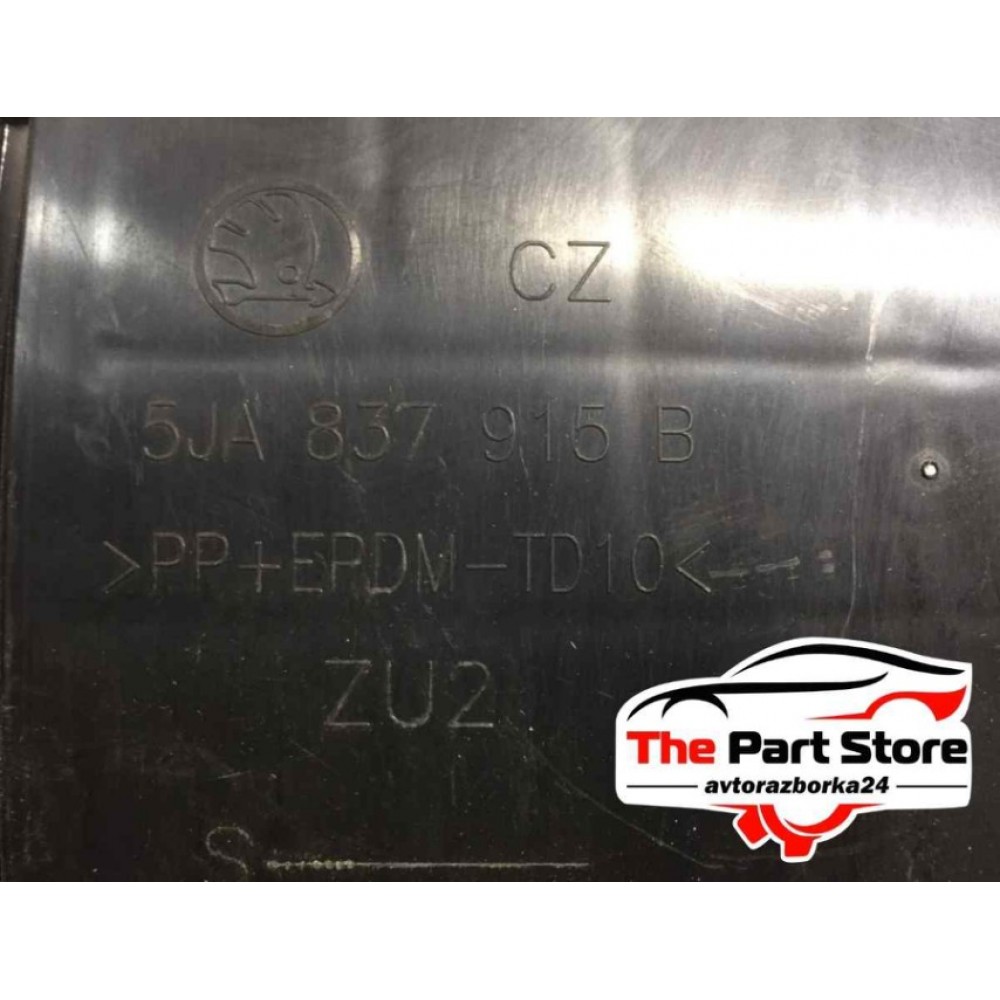 CZ
5JA 837 915 B
>PP+EPDM-TD10<
ZU2
S
The Part Store
avtorazborka24